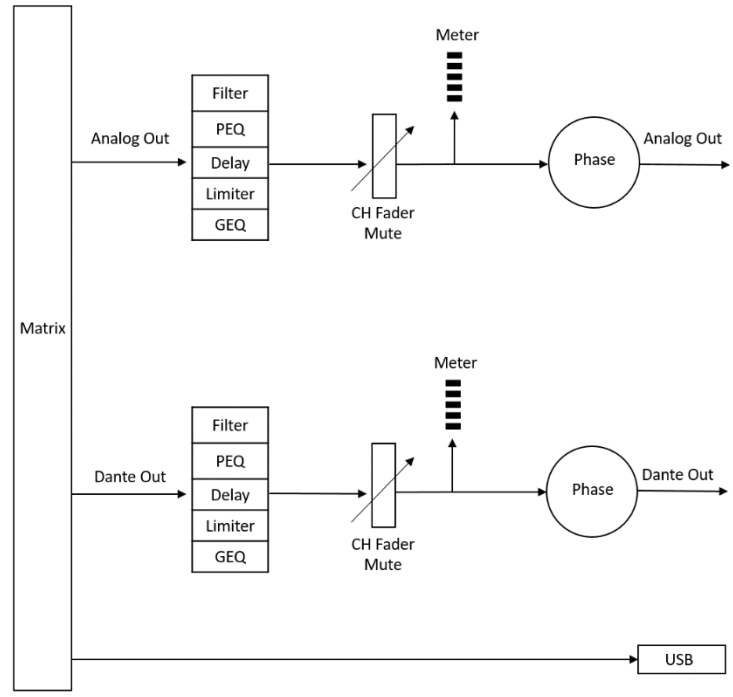 Meter
Filter
PEQ
Analog Out
Delay
Limiter
GEQ
CH Fader
Mute
Phase
Analog Out
Matrix
Meter
Filter
PEQ
Dante Out
Delay
Limiter
GEQ
CH Fader
Mute
Phase
Dante Out
USB